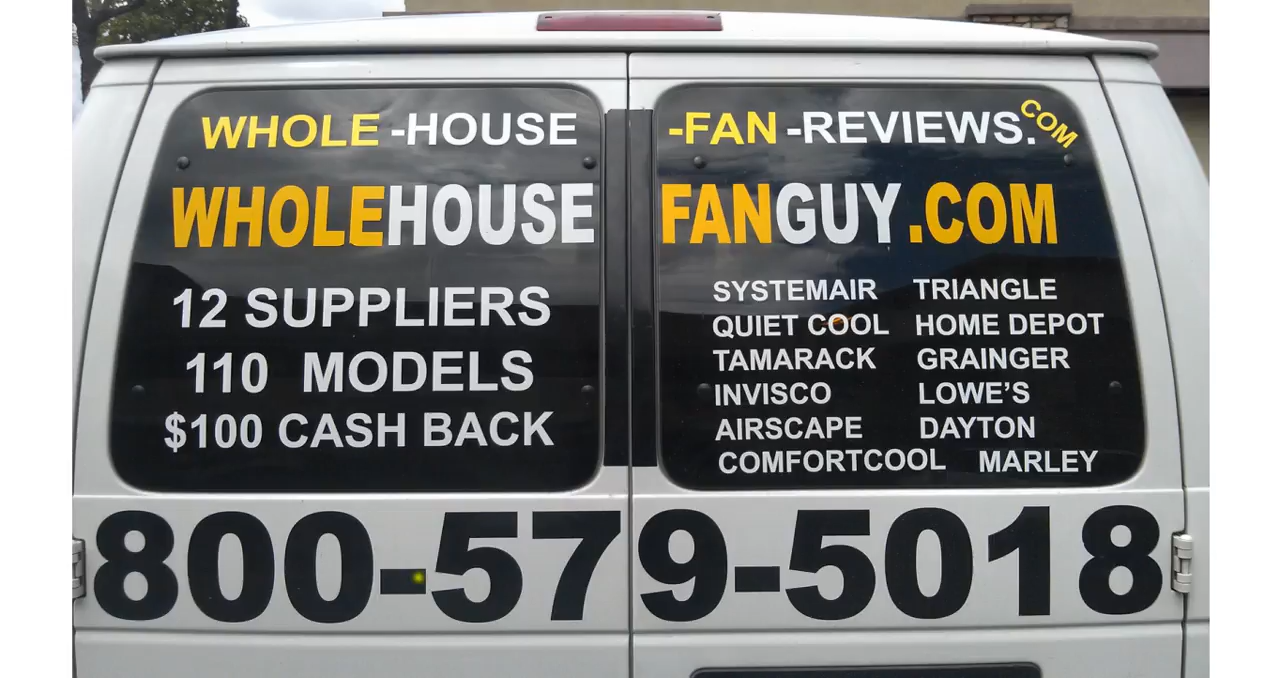 WHOLE-HOUSE -FAN-REVIEWS.COM
WHOLEHOUSE FANGUY.COM
12 SUPPLIERS
110 MODELS
$100 CASH BACK
SYSTEMAIR TRIANGLE
QUIET COOL HOME DEPOT
TAMARACK GRAINGER
INVISCO LOWE'S
AIRSCAPE DAYTON
COMFORTCOOL MARLEY
800-579-5018